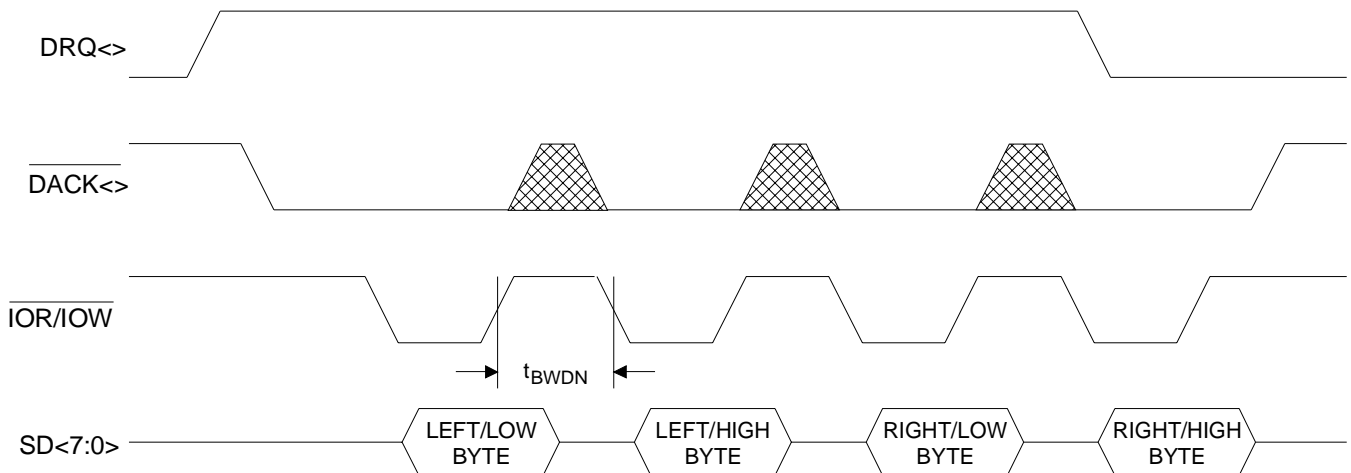 DRQ<>
DACK<>
IOR/IOW
tBWDN
SD<7:0>
LEFT/LOW
BYTE
LEFT/HIGH
BYTE
RIGHT/LOW
BYTE
RIGHT/HIGH
BYTE